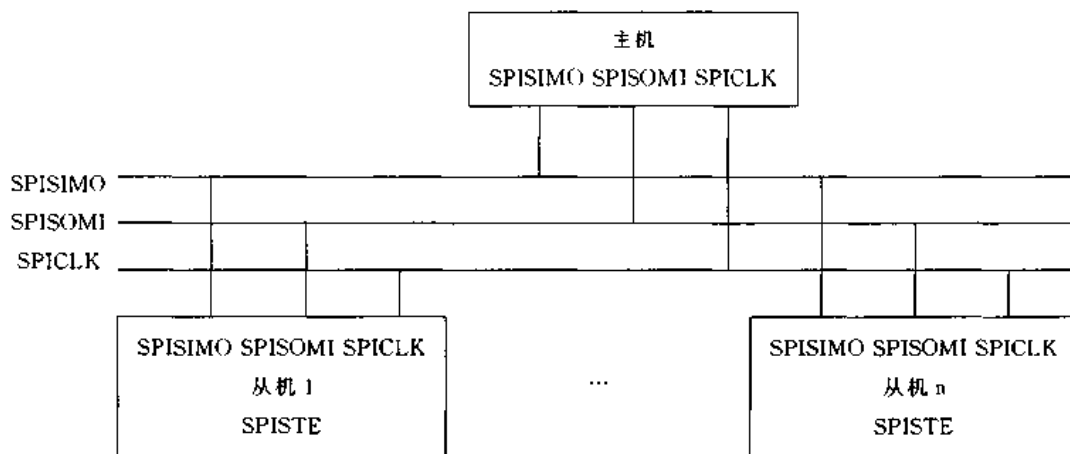 主机
SPISIMO SPISOMI SPICLK
SPISIMO
SPISOMI
SPICLK
SPISIMO SPISOMI SPICLK
从机 1
SPISTE
...
SPISIMO SPISOMI SPICLK
从机 n
SPISTE